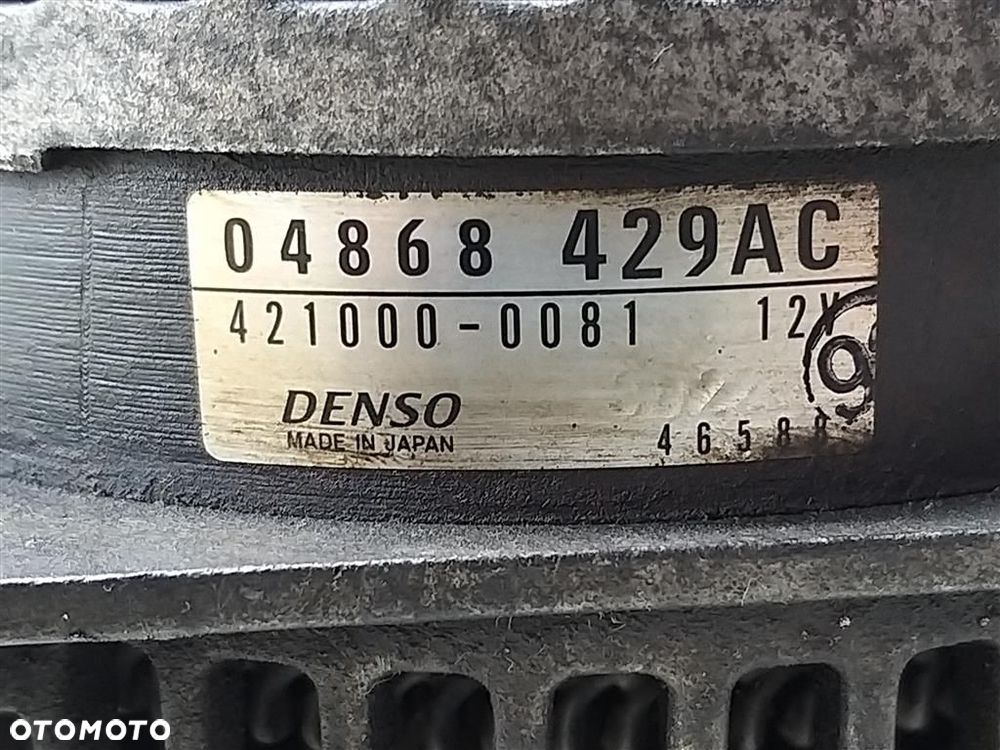 04868 429AC
421000-0081 12V
DENSO
MADE IN JAPAN 46588
OTOMOTO